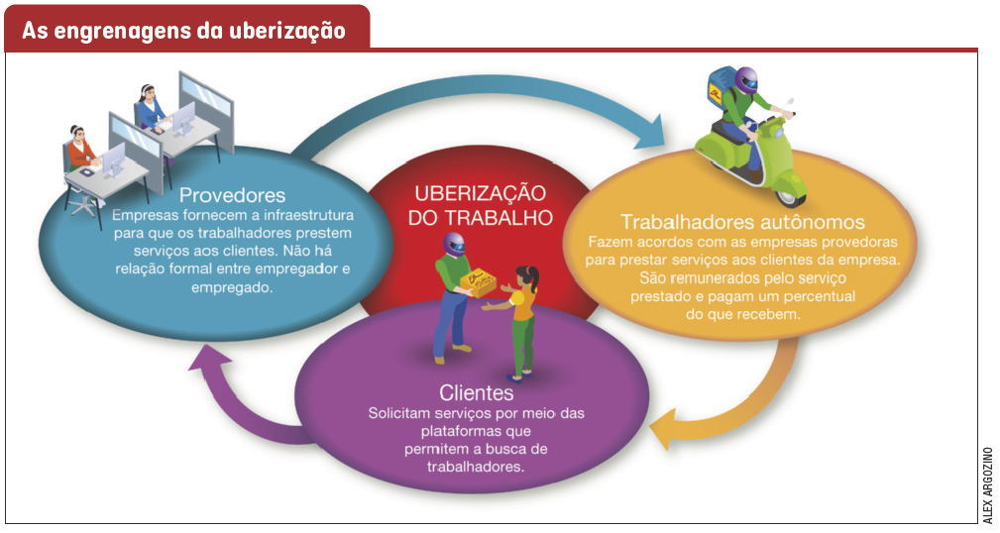 As engrenagens da uberização
Provedores
Empresas fornecem a infraestrutura
para que os trabalhadores prestem
serviços aos clientes. Não há
relação formal entre empregador e
empregado.
UBERIZAÇÃO
DO TRABALHO
Trabalhadores autônomos
Fazem acordos com as empresas provedoras
para prestar serviços aos clientes da empresa.
São remunerados pelo serviço
prestado e pagam um percentual
do que recebem.
Clientes
Solicitam serviços por meio das
plataformas que
permitem a busca de
trabalhadores.
ALEX ARGOZINO